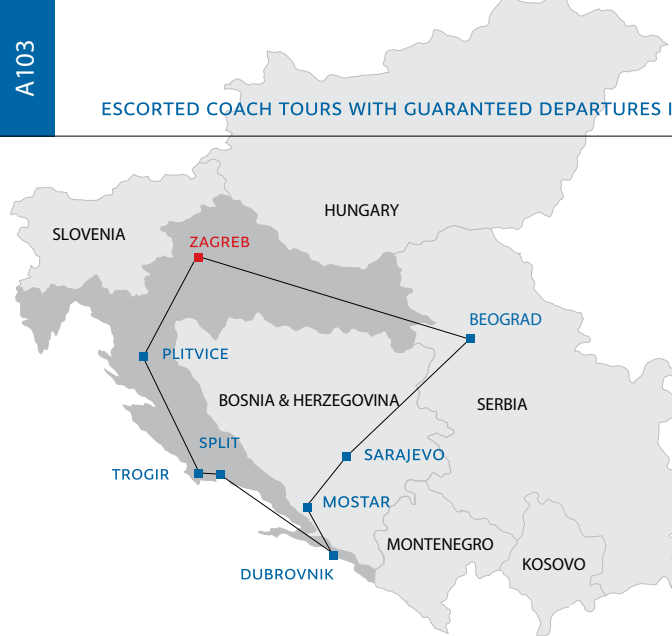 A103
ESCORTED COACH TOURS WITH GUARANTEED DEPARTURES I
HUNGARY
SLOVENIA
ZAGREB
BEOGRAD
PLITVICE
BOSNIA & HERZEGOVINA
SERBIA
SPLIT
SARAJEVO
TROGIR
MOSTAR
MONTENEGRO
KOSOVO
DUBROVNIK